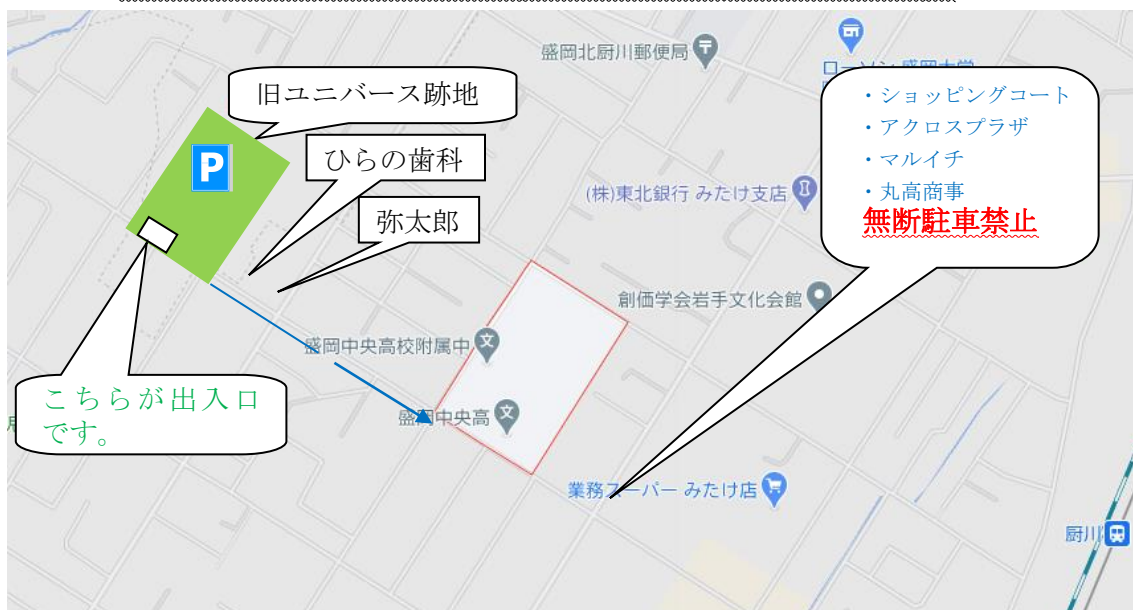 盛岡北厨川郵便局
旧ユニバース跡地
P
ひらの歯科
弥太郎
・ショッピングコート
・アクロスプラザ
・マルイチ
・丸高商事
無断駐車禁止
(株)東北銀行 みたけ支店
創価学会岩手文化会館
盛岡中央高校附属中
文
こちらが出入口
です。
盛岡中央高
文
業務スーパー みたけ店
厨川